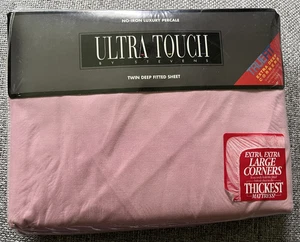 NO-IRON LUXURY PERCALE
ULTRA TOUCH
BY STEVENS
TWIN DEEP FITTED SHEET
EXTRA, EXTRA
LARGE
CORNERS
THICKEST
MATTRESS!